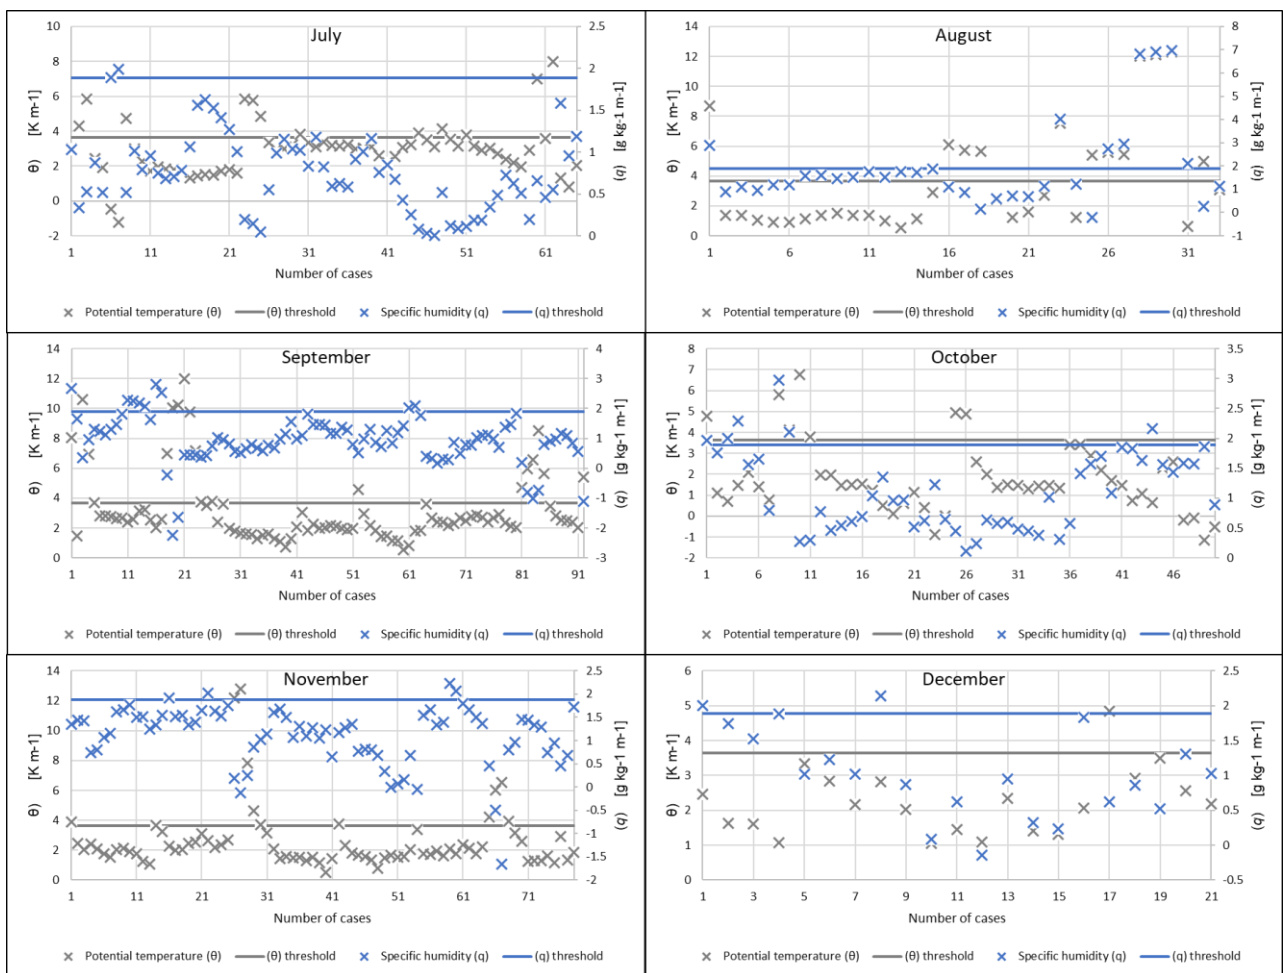 July
10
8
6
4
2
0
-2
2.5
2
1.5
1
0.5
0
θ) [K m-1]
(q) [g kg-1 m-1]
1 11 21 31 41 51 61
Number of cases
Potential temperature (θ) (θ) threshold Specific humidity (q) (q) threshold
August
14
12
10
8
6
4
2
0
8
7
6
5
4
3
2
1
0
-1
θ) [K m-1]
(q) [g kg-1 m-1]
1 6 11 16 21 26 31
Number of cases
Potential temperature (θ) (θ) threshold Specific humidity (q) (q) threshold
September
14
12
10
8
6
4
2
0
4
3
2
1
0
-1
-2
-3
θ) [K m-1]
(q) [g kg-1 m-1]
1 11 21 31 41 51 61 71 81 91
Number of cases
Potential temperature (θ) (θ) threshold Specific humidity (q) (q) threshold
October
8
7
6
5
4
3
2
1
0
-1
-2
3.5
3
2.5
2
1.5
1
0.5
0
θ) [K m-1]
(q) [g kg-1 m-1]
1 6 11 16 21 26 31 36 41 46
Number of cases
Potential temperature (θ) (θ) threshold Specific humidity (q) (q) threshold
November
14
12
10
8
6
4
2
0
2.5
2
1.5
1
0.5
0
-0.5
-1
-1.5
-2
θ) [K m-1]
(q) [g kg-1 m-1]
1 11 21 31 41 51 61 71
Number of cases
Potential temperature (θ) (θ) threshold Specific humidity (q) (q) threshold
December
6
5
4
3
2
1
0
2.5
2
1.5
1
0.5
0
-0.5
θ) [K m-1]
(q) [g kg-1 m-1]
1 3 5 7 9 11 13 15 17 19 21
Number of cases
Potential temperature (θ) (θ) threshold Specific humidity (q) (q) threshold